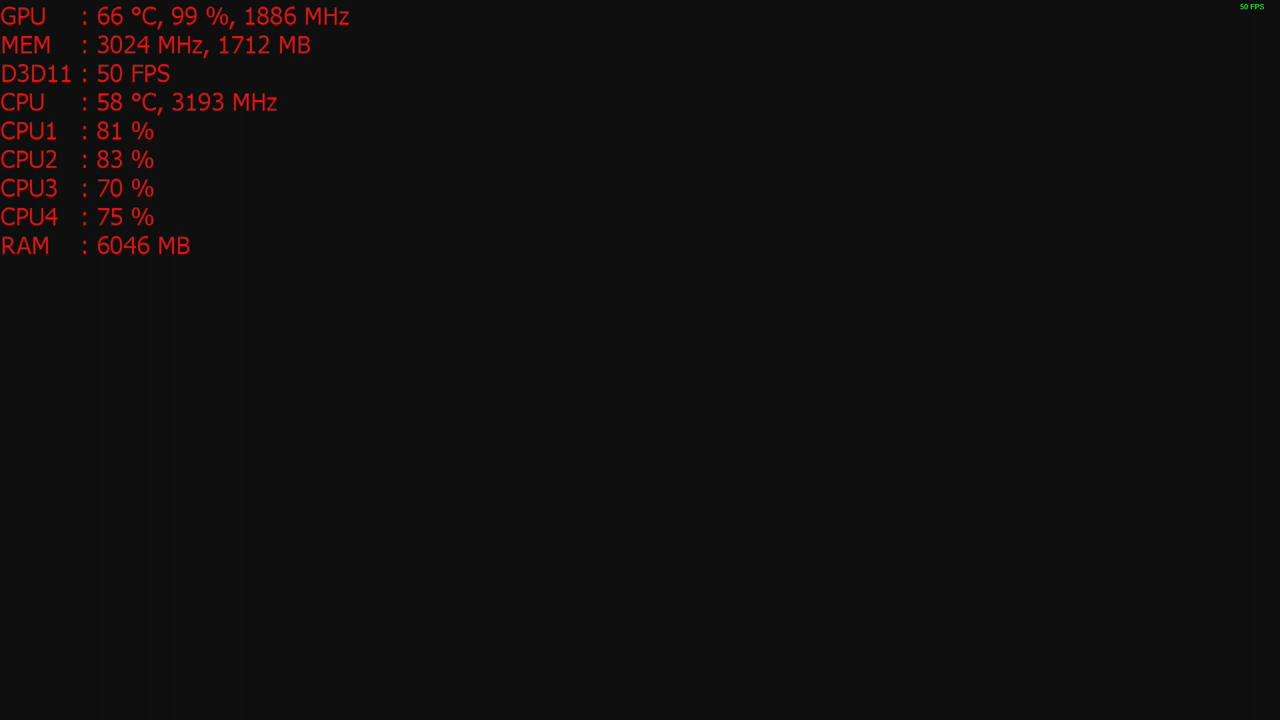 GPU : 66 °C, 99 %, 1886 MHz
MEM : 3024 MHz, 1712 MB
D3D11 : 50 FPS
CPU : 58 °C, 3193 MHz
CPU1 : 81 %
CPU2 : 83 %
CPU3 : 70 %
CPU4 : 75 %
RAM : 6046 MB
50 FPS